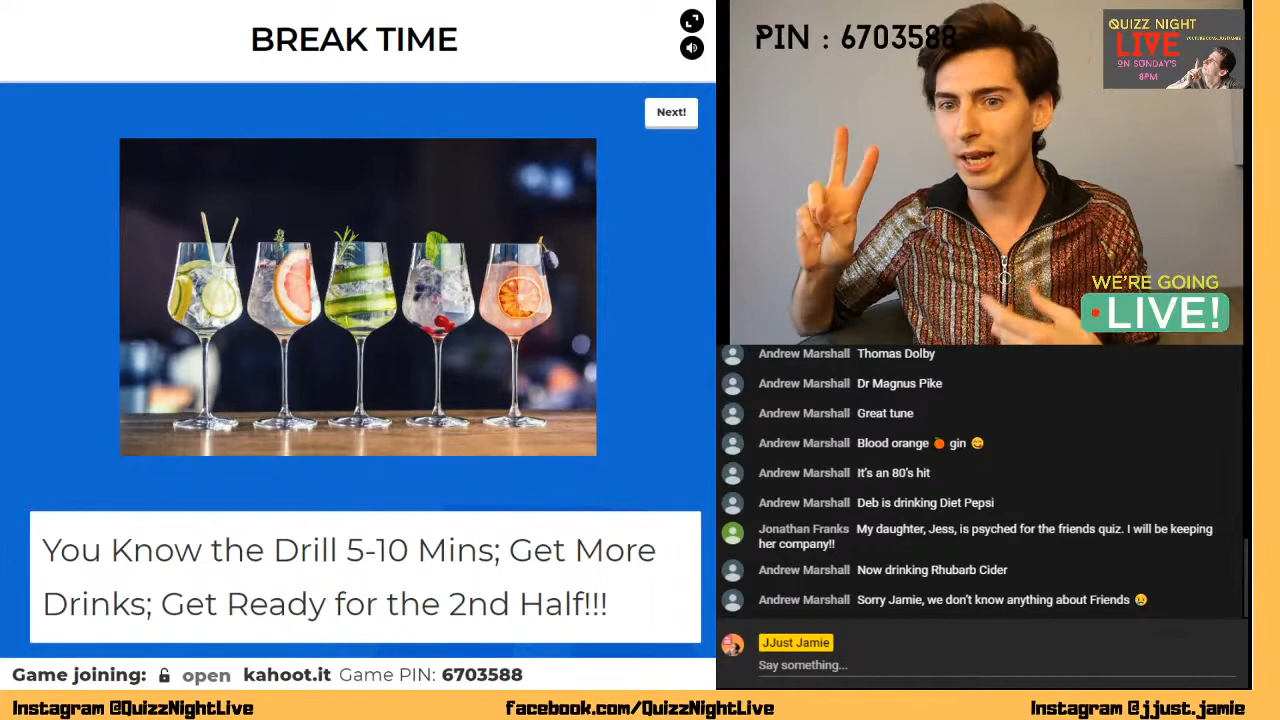 BREAK TIME
Next!
You Know the Drill 5-10 Mins; Get More
Drinks; Get Ready for the 2nd Half!!!
Game joining: open kahoot.it Game PIN: 6703588
PIN : 6703588
QUIZZ NIGHT
LIVE
ON SUNDAY'S
8PM
WE'RE GOING
LIVE!
Andrew Marshall Thomas Dolby
Andrew Marshall Dr Magnus Pike
Andrew Marshall Great tune
Andrew Marshall Blood orange 🍊 gin 😋
Andrew Marshall It's an 80's hit
Andrew Marshall Deb is drinking Diet Pepsi
Jonathan Franks My daughter, Jess, is psyched for the friends quiz. I will be keeping
her company!!
Andrew Marshall Now drinking Rhubarb Cider
Andrew Marshall Sorry Jamie, we don't know anything about Friends 😥
JJust Jamie
Say something...
Instagram @QuizzNightLive facebook.com/QuizzNightLive Instagram @jjust.jamie